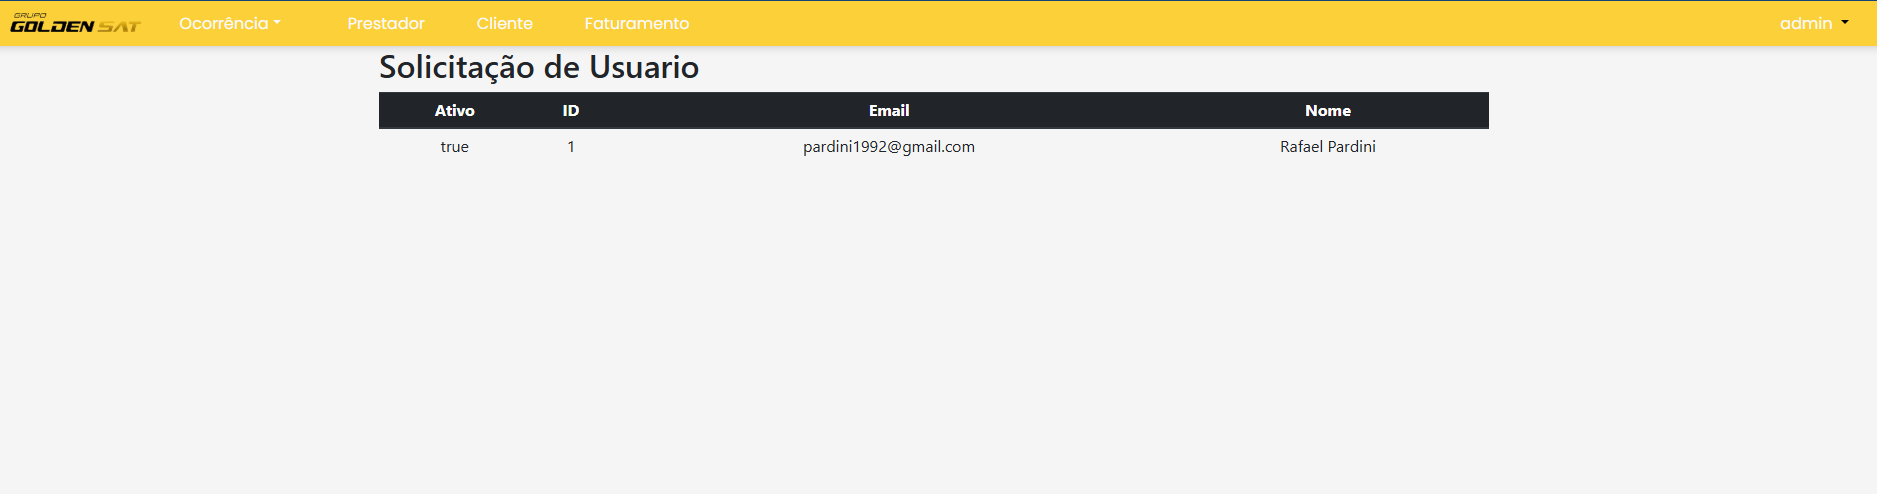 GRUPO
GOLDEN SAT
Ocorrência Prestador Cliente Faturamento admin
Solicitação de Usuario
Ativo ID Email Nome
true 1 pardini1992@gmail.com Rafael Pardini